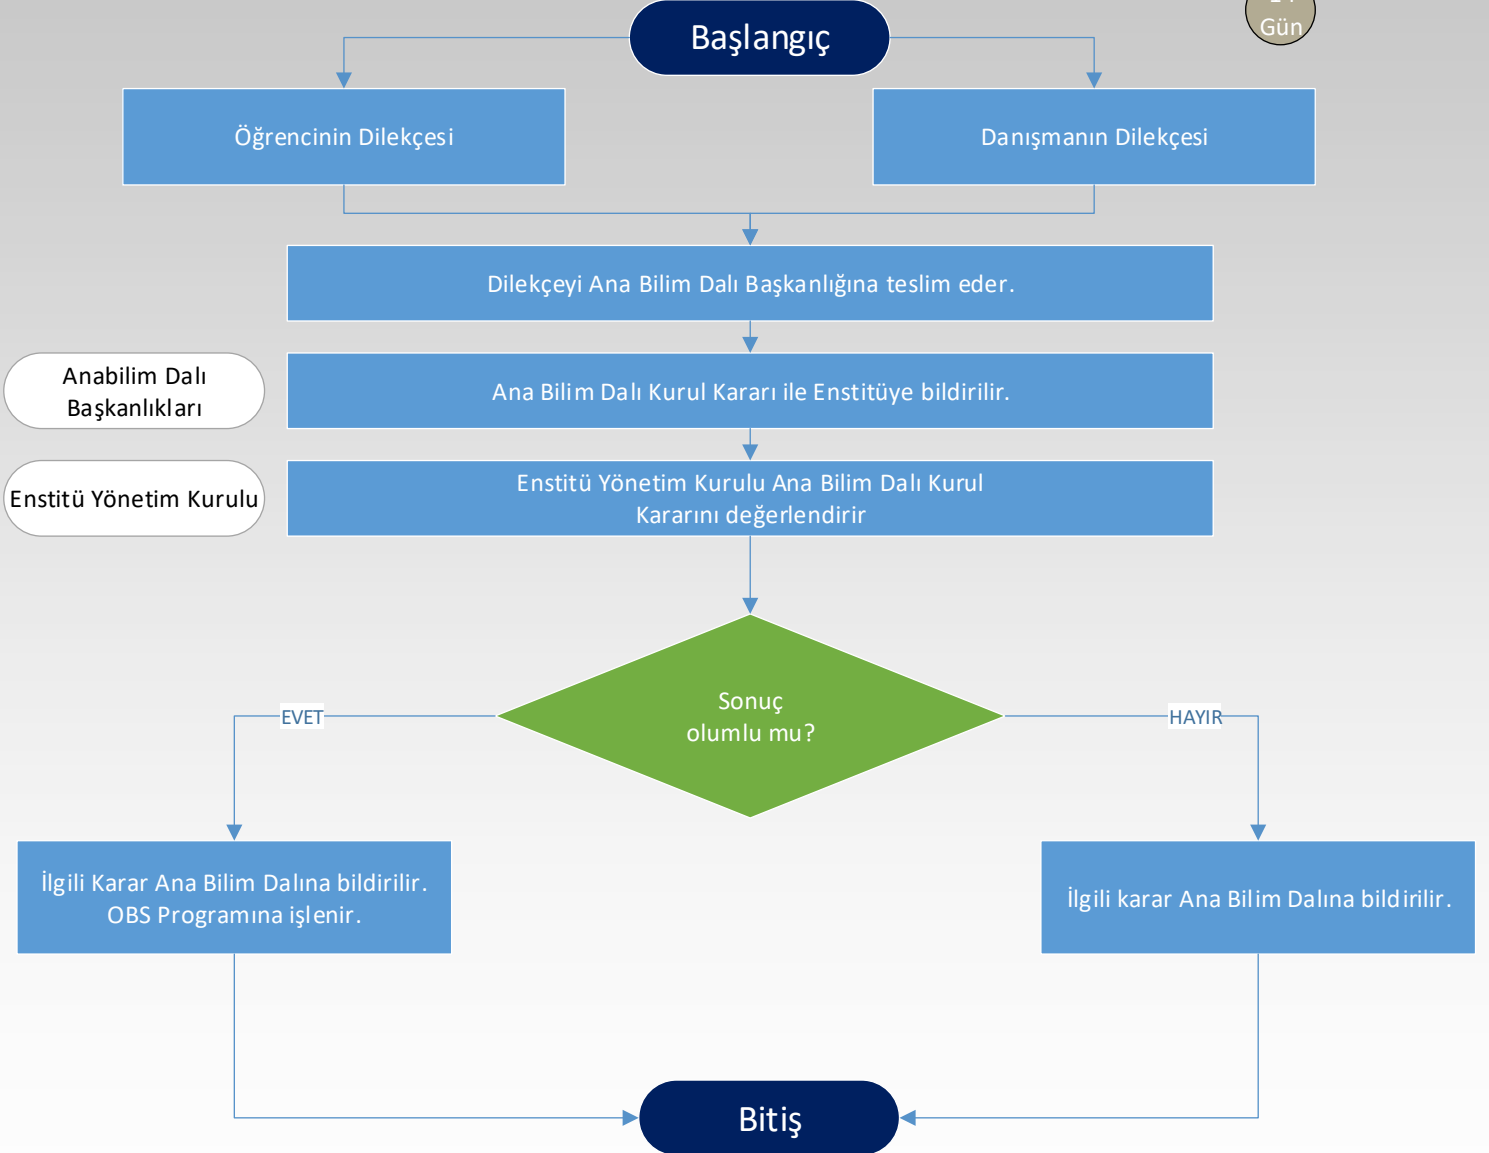 Başlangıç
Gün
Öğrencinin Dilekçesi
Danışmanın Dilekçesi
Dilekçeyi Ana Bilim Dalı Başkanlığına teslim eder.
Anabilim Dalı
Başkanlıkları
Ana Bilim Dalı Kurul Kararı ile Enstitüye bildirilir.
Enstitü Yönetim Kurulu
Enstitü Yönetim Kurulu Ana Bilim Dalı Kurul
Kararını değerlendirir
Sonuç
olumlu mu?
EVET
HAYIR
İlgili Karar Ana Bilim Dalına bildirilir.
OBS Programına işlenir.
İlgili karar Ana Bilim Dalına bildirilir.
Bitiş